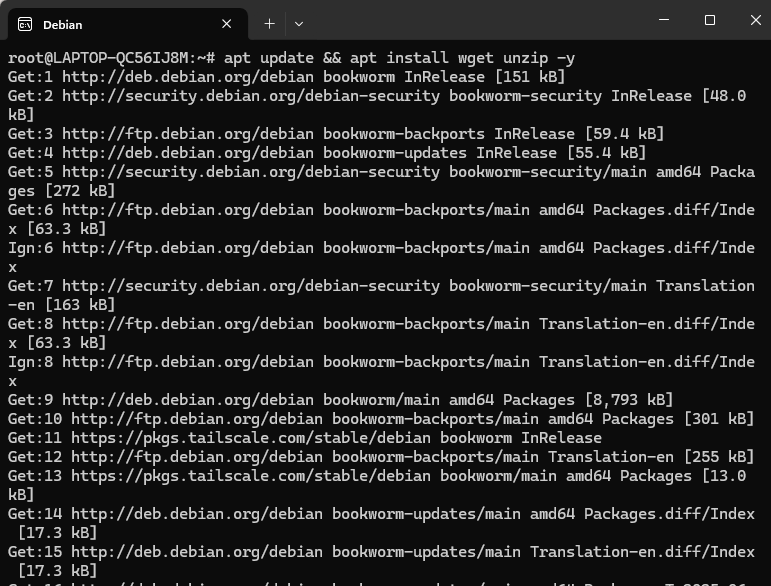 Debian
root@LAPTOP-QC56IJ8M:~# apt update && apt install wget unzip -y
Get:1 http://deb.debian.org/debian bookworm InRelease [151 kB]
Get:2 http://security.debian.org/debian-security bookworm-security InRelease [48.0
kB]
Get:3 http://ftp.debian.org/debian bookworm-backports InRelease [59.4 kB]
Get:4 http://deb.debian.org/debian bookworm-updates InRelease [55.4 kB]
Get:5 http://security.debian.org/debian-security bookworm-security/main amd64 Packa
ges [272 kB]
Get:6 http://ftp.debian.org/debian bookworm-backports/main amd64 Packages.diff/Inde
x [63.3 kB]
Ign:6 http://ftp.debian.org/debian bookworm-backports/main amd64 Packages.diff/Inde
x
Get:7 http://security.debian.org/debian-security bookworm-security/main Translation
-en [163 kB]
Get:8 http://ftp.debian.org/debian bookworm-backports/main Translation-en.diff/Inde
x [63.3 kB]
Ign:8 http://ftp.debian.org/debian bookworm-backports/main Translation-en.diff/Inde
x
Get:9 http://deb.debian.org/debian bookworm/main amd64 Packages [8,793 kB]
Get:10 http://ftp.debian.org/debian bookworm-backports/main amd64 Packages [301 kB]
Get:11 https://pkgs.tailscale.com/stable/debian bookworm InRelease
Get:12 http://ftp.debian.org/debian bookworm-backports/main Translation-en [255 kB]
Get:13 https://pkgs.tailscale.com/stable/debian bookworm/main amd64 Packages [13.0
kB]
Get:14 http://deb.debian.org/debian bookworm-updates/main amd64 Packages.diff/Index
[17.3 kB]
Get:15 http://deb.debian.org/debian bookworm-updates/main Translation-en.diff/Index
[17.3 kB]